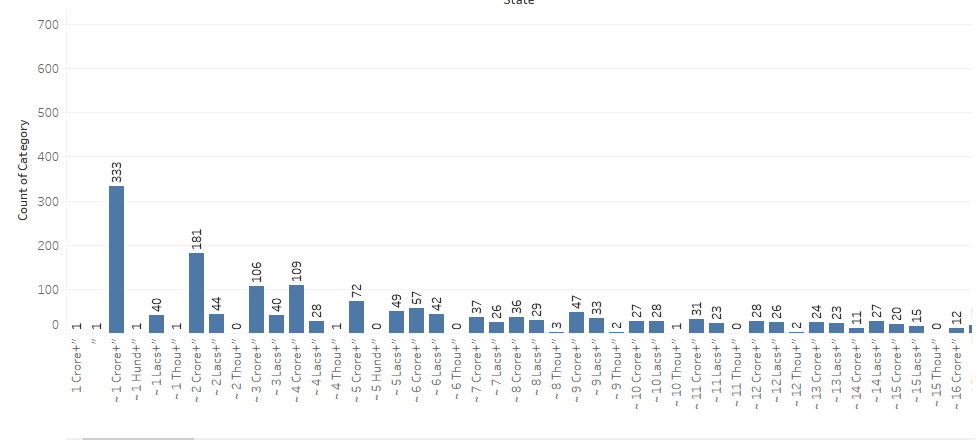 State
Count of Category
700
600
500
400
300
200
100
0
1
1
333
1
40
1
181
44
0
106
40
109
28
1
72
0
49
57
42
0
37
26
36
29
3
47
33
2
27
28
1
31
23
0
28
26
2
24
23
11
27
20
15
0
12
1 Crore+”
”
~ 1 Crore+”
~ 1 Hund+”
~ 1 Lacs+”
~ 1 Thou+”
~ 2 Crore+”
~ 2 Lacs+”
~ 2 Thou+”
~ 3 Crore+”
~ 3 Lacs+”
~ 4 Crore+”
~ 4 Lacs+”
~ 4 Thou+”
~ 5 Crore+”
~ 5 Hund+”
~ 5 Lacs+”
~ 6 Crore+”
~ 6 Lacs+”
~ 6 Thou+”
~ 7 Crore+”
~ 7 Lacs+”
~ 8 Crore+”
~ 8 Lacs+”
~ 8 Thou+”
~ 9 Crore+”
~ 9 Lacs+”
~ 9 Thou+”
~ 10 Crore+”
~ 10 Lacs+”
~ 10 Thou+”
~ 11 Crore+”
~ 11 Lacs+”
~ 11 Thou+”
~ 12 Crore+”
~ 12 Lacs+”
~ 12 Thou+”
~ 13 Crore+”
~ 13 Lacs+”
~ 14 Crore+”
~ 14 Lacs+”
~ 15 Crore+”
~ 15 Lacs+”
~ 15 Thou+”
~ 16 Crore+”